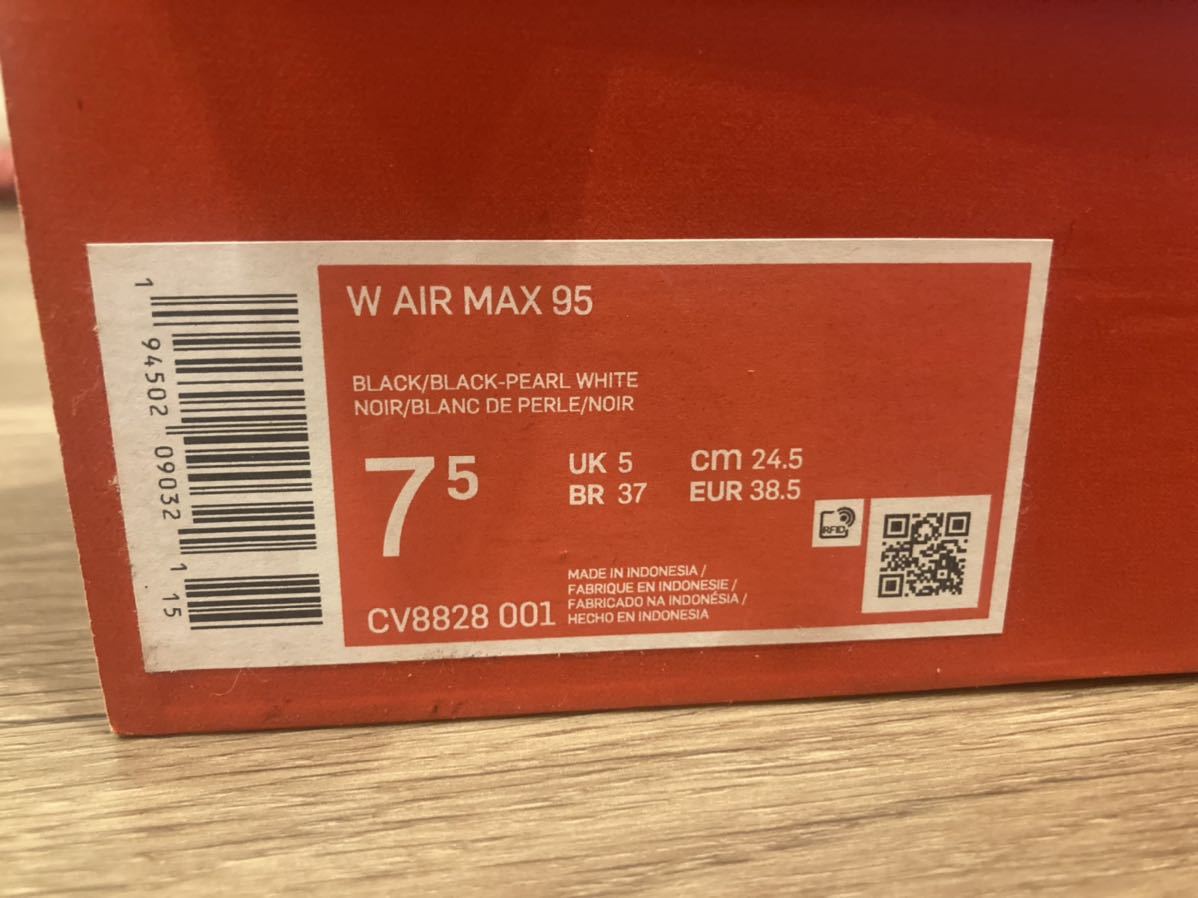 W AIR MAX 95
BLACK/BLACK-PEARL WHITE
NOIR/BLANC DE PERLE/NOIR
7 5
UK 5
BR 37
cm 24.5
EUR 38.5
CV8828 001
MADE IN INDONESIA /
FABRIQUE EN INDONESIE /
FABRICADO NA INDONÉSIA /
HECHO EN INDONESIA
RFID
1 94502 09032 1 15